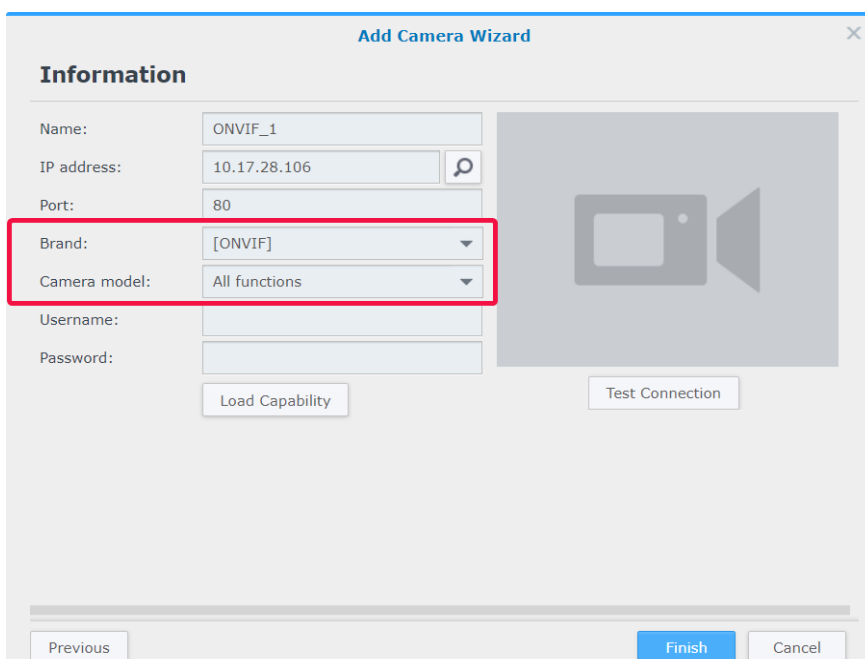 Add Camera Wizard
Information
Name: ONVIF_1
IP address: 10.17.28.106
Port: 80
Brand: [ONVIF]
Camera model: All functions
Username:
Password:
Load Capability
Test Connection
Previous
Finish
Cancel